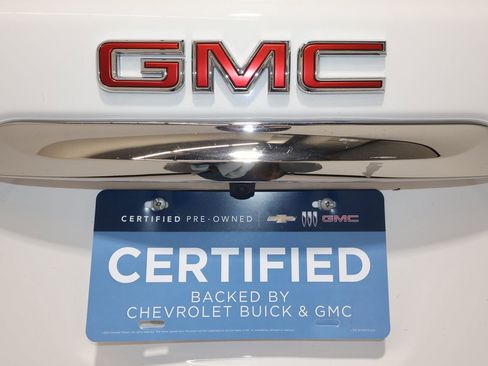 GMC
CERTIFIED PRE-OWNED GMC
CERTIFIED
BACKED BY
CHEVROLET BUICK & GMC